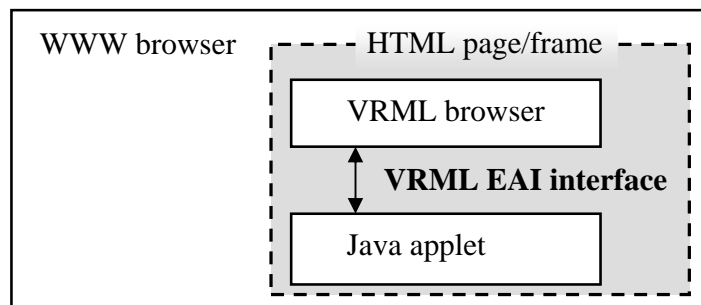 WWW browser
HTML page/frame
VRML browser
VRML EAI interface
Java applet